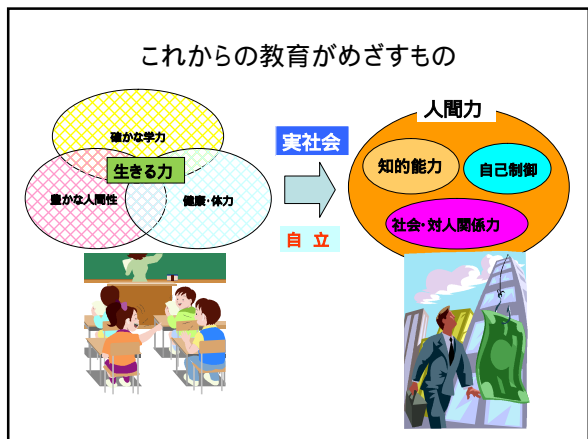 これからの教育がめざすもの
確かな学力
生きる力
豊かな人間性
健康・体力
実社会
自 立
人間力
知的能力
自己制御
社会・対人関係力